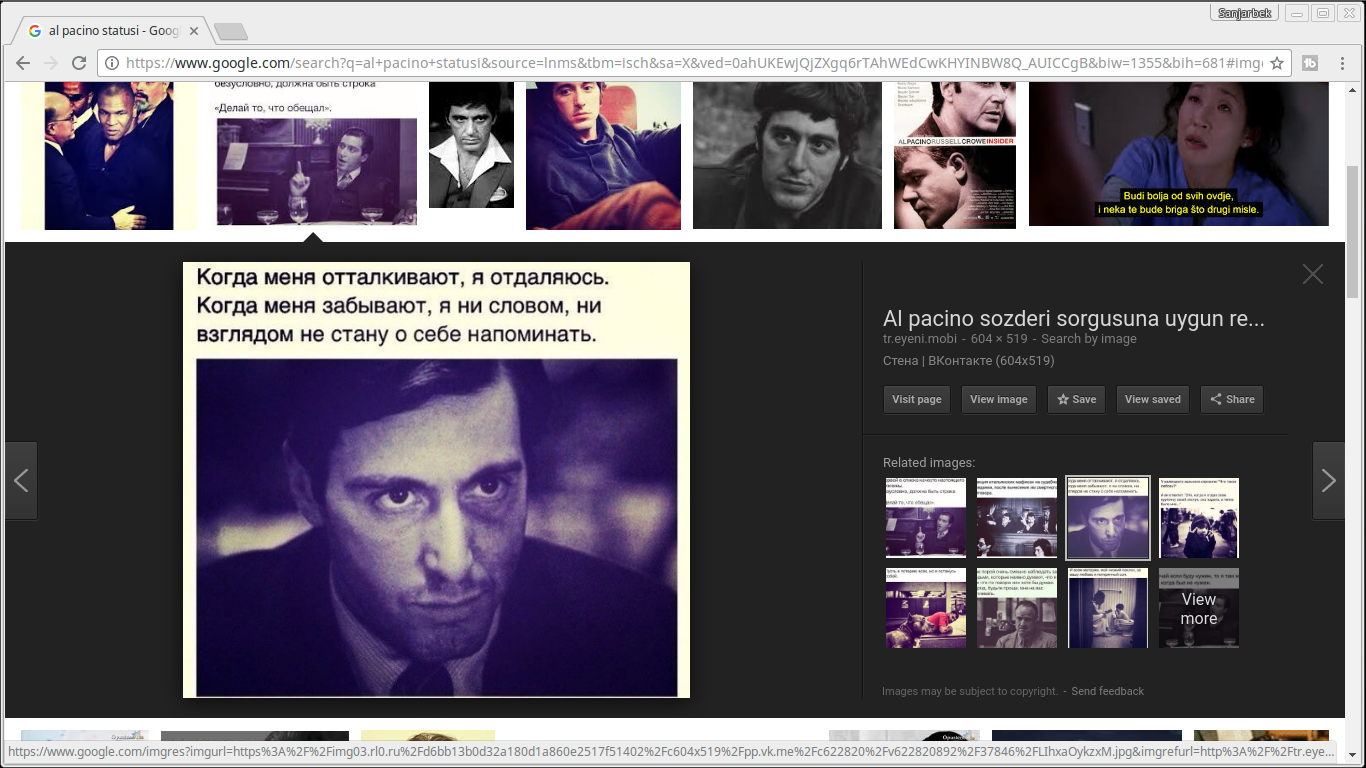 Sanjarbek
al pacino statusi - Goog
https://www.google.com/search?q=al+pacino+statusi&source=lnms&tbm=isch&sa=X&ved=0ahUKEwjQjZXgq6rTAhWEdCwKHYINBW8Q_AUICCgB&biw=1355&bih=681#imgr
безусловно, должна быть строка
«Делай то, что обещал».
AL PACINO RUSSELL CROWE INSIDER
Budi bolja od svih ovdje,
i neka te bude briga što drugi misle.
Когда меня отталкивают, я отдаляюсь.
Когда меня забывают, я ни словом, ни
взглядом не стану о себе напоминать.
Al pacino sozderi sorgusuna uygun re...
tr.eyeni.mobi - 604 × 519 - Search by image
Стена | ВКонтакте (604x519)
Visit page
View image
Save
View saved
Share
Related images:
View
more
Images may be subject to copyright. - Send feedback
https://www.google.com/imgres?imgurl=https%3A%2F%2Fimg03.rl0.ru%2Fd6bb13b0d32a180d1a860e2517f51402%2Fc604x519%2Fpp.vk.me%2Fc622820%2Fv622820892%2F37846%2FLIhxaOykzxM.jpg&imgrefurl=http%3A%2F%2Ftr.eye...